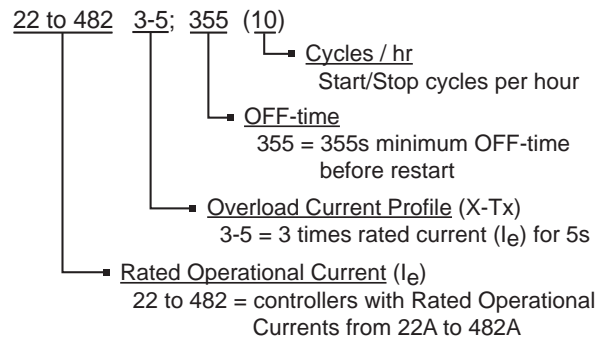 22 to 482 3-5; 355 (10)
Cycles / hr
Start/Stop cycles per hour
OFF-time
355 = 355s minimum OFF-time
before restart
Overload Current Profile (X-Tx)
3-5 = 3 times rated current (Ie) for 5s
Rated Operational Current (Ie)
22 to 482 = controllers with Rated Operational
Currents from 22A to 482A